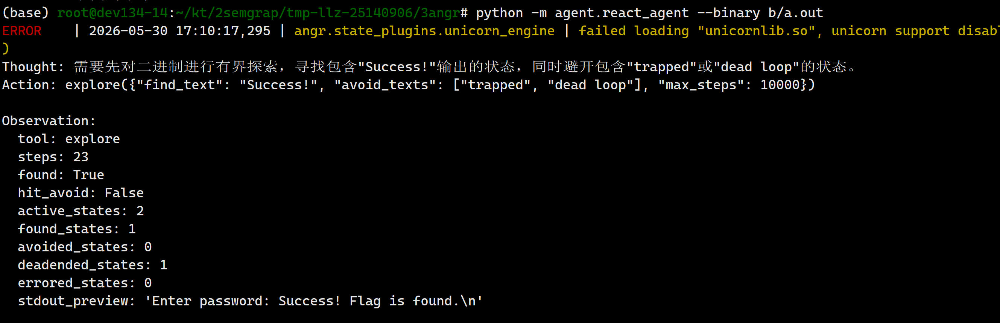 (base) root@dev134-14:~/kt/2semgrap/tmp-llz-25140906/3angr# python -m agent.react_agent --binary b/a.out
ERROR    | 2026-05-30 17:10:17,295 | angr.state_plugins.unicorn_engine | failed loading "unicornlib.so", unicorn support disabl
)
Thought: 需要先对二进制进行有界探索，寻找包含"Success!"输出的状态，同时避开包含"trapped"或"dead loop"的状态。
Action: explore({"find_text": "Success!", "avoid_texts": ["trapped", "dead loop"], "max_steps": 10000})

Observation:
  tool: explore
  steps: 23
  found: True
  hit_avoid: False
  active_states: 2
  found_states: 1
  avoided_states: 0
  deadended_states: 1
  errored_states: 0
  stdout_preview: 'Enter password: Success! Flag is found.\n'